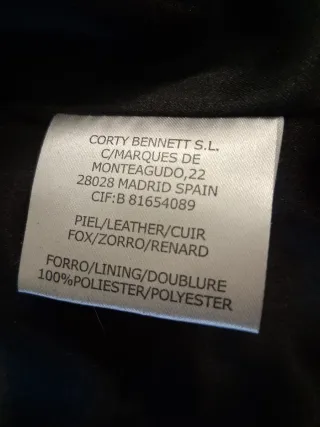 CORTY BENNETT S.L.
C/MARQUES DE
MONTEAGUDO,22
28028 MADRID SPAIN
CIF:B 81654089
PIEL/LEATHER/CUIR
FOX/ZORRO/RENARD
FORRO/LINING/DOUBLURE
100%POLIESTER/POLYESTER